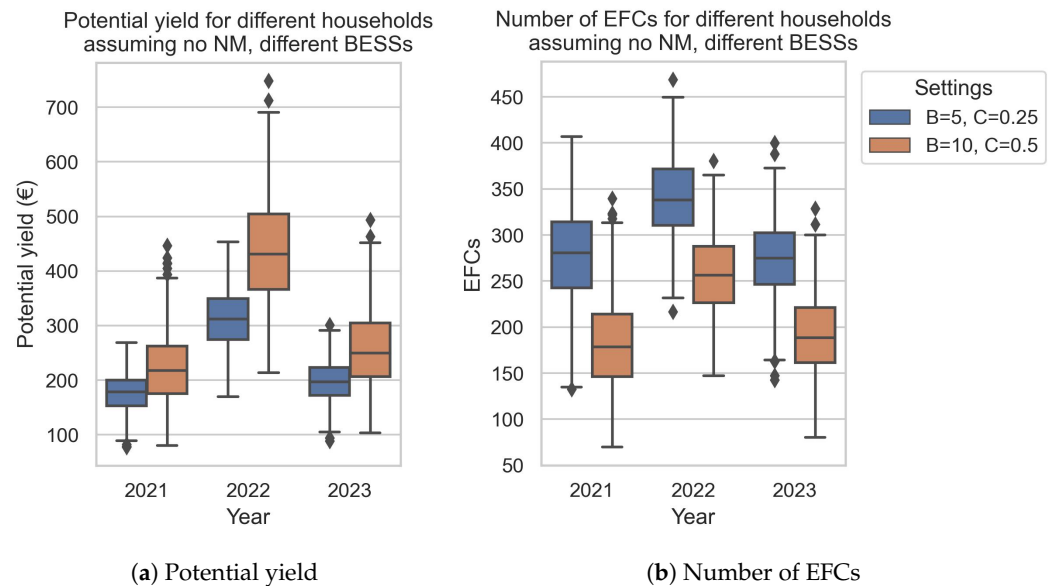 Potential yield for different households
assuming no NM, different BESSs
700
600
500
400
300
200
100
Potential yield (€)
2021
2022
2023
Year
(a) Potential yield
Number of EFCs for different households
assuming no NM, different BESSs
450
400
350
300
250
200
150
100
50
EFCs
2021
2022
2023
Year
(b) Number of EFCs
Settings
B=5, C=0.25
B=10, C=0.5